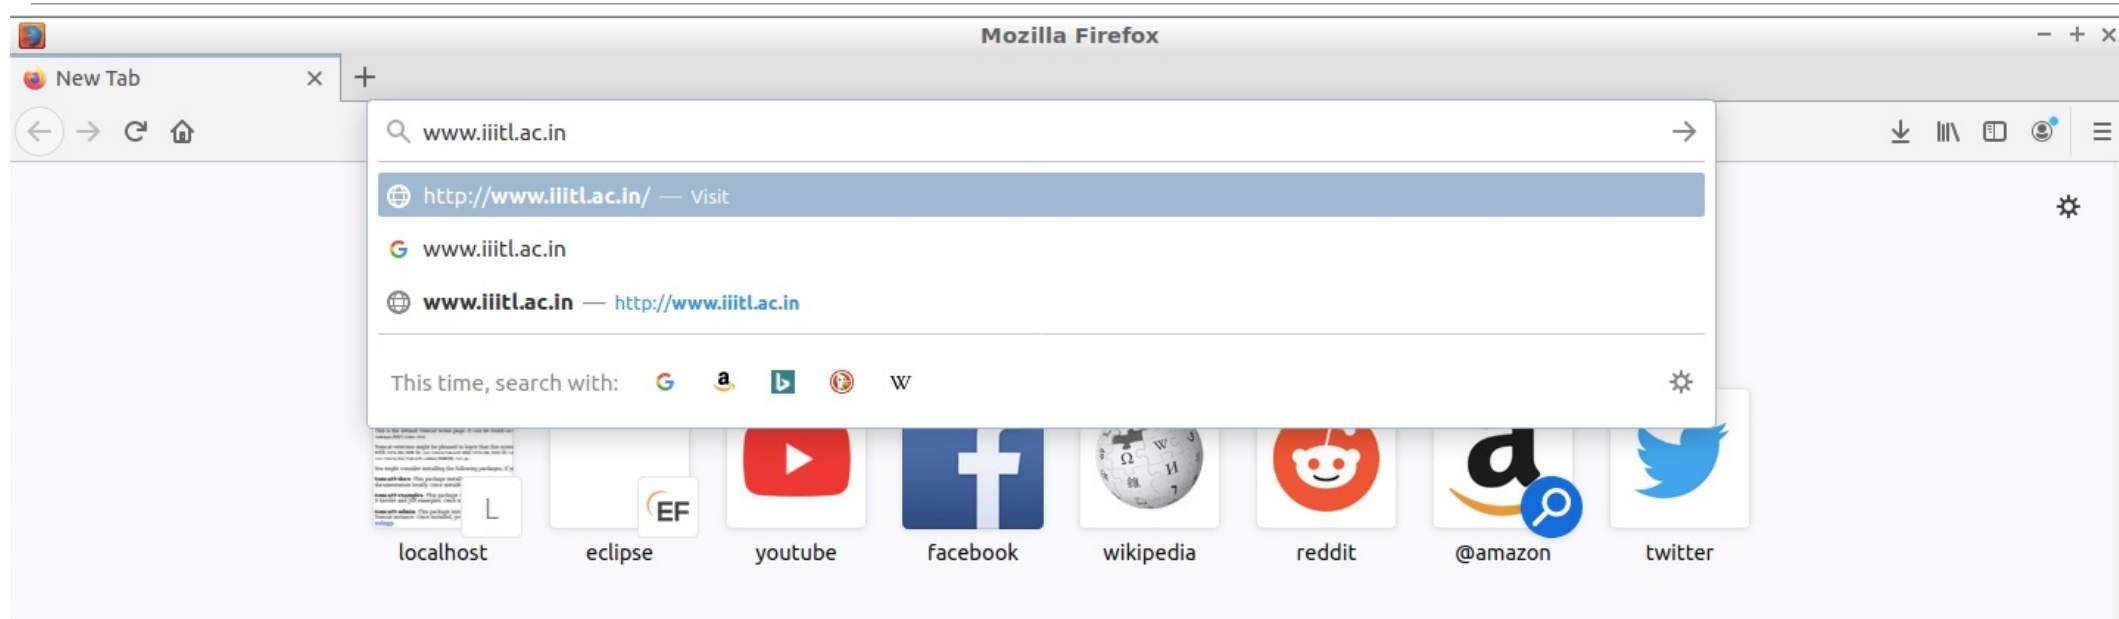 Mozilla Firefox
New Tab
www.iiitl.ac.in
http://www.iiitl.ac.in/ — Visit
www.iiitl.ac.in
www.iiitl.ac.in — http://www.iiitl.ac.in
This time, search with:
L
EF
localhost
eclipse
youtube
facebook
wikipedia
reddit
@amazon
twitter